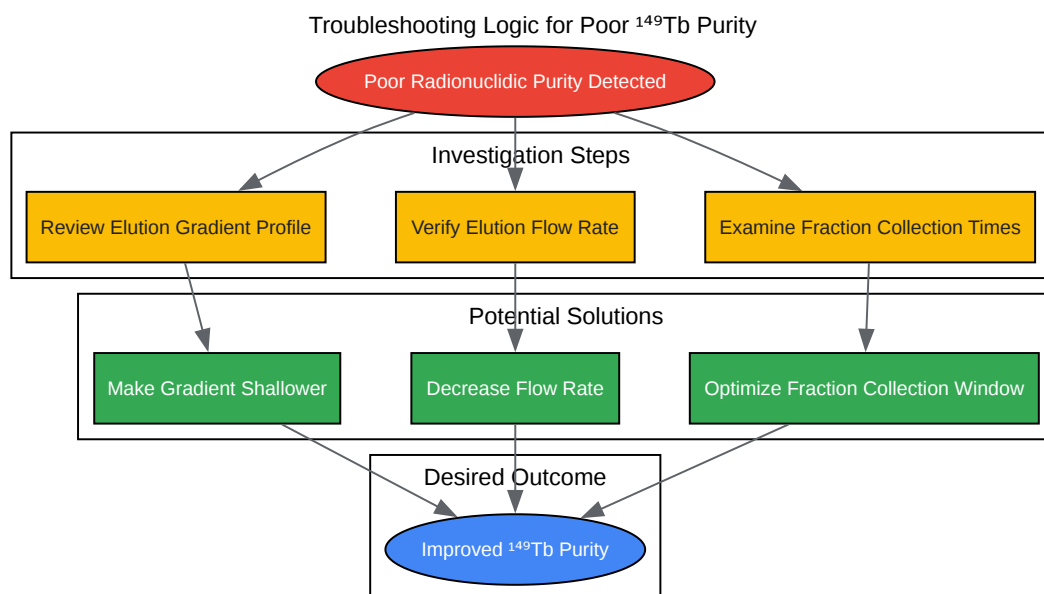 Troubleshooting Logic for Poor ¹⁴⁹Tb Purity
Poor Radionuclidic Purity Detected
Investigation Steps
Review Elution Gradient Profile
Verify Elution Flow Rate
Examine Fraction Collection Times
Potential Solutions
Make Gradient Shallower
Decrease Flow Rate
Optimize Fraction Collection Window
Desired Outcome
Improved ¹⁴⁹Tb Purity